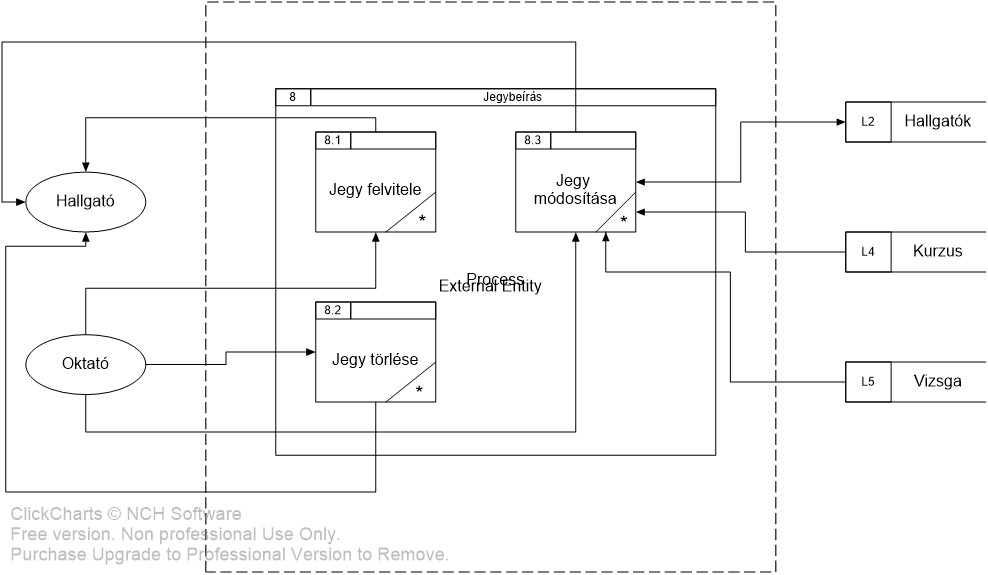 8
Jegybeírás
8.1
8.3
L2
Hallgatók
Jegy felvitele
*
Jegy
módosítása
*
Hallgató
L4
Kurzus
Process
External Entity
8.2
Oktató
Jegy törlése
*
L5
Vizsga
ClickCharts © NCH Software
Free version. Non professional Use Only.
Purchase Upgrade to Professional Version to Remove.